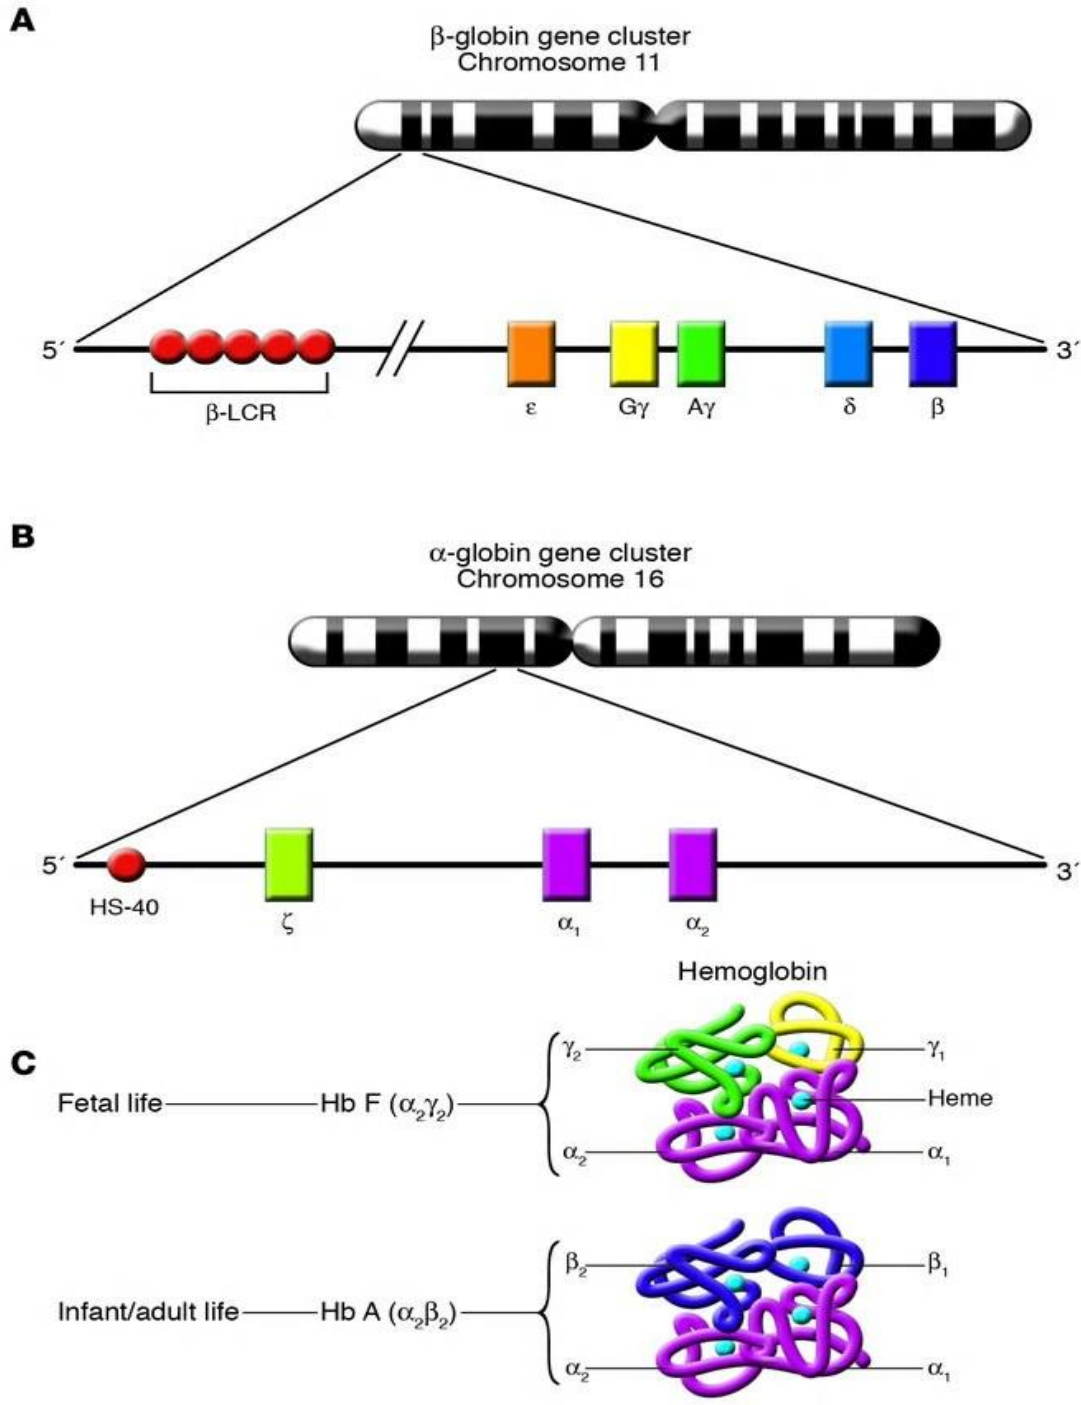 A
β-globin gene cluster
Chromosome 11
5´ 3´
β-LCR
ε Gγ Aγ δ β
B
α-globin gene cluster
Chromosome 16
5´ 3´
HS-40
ζ α₁ α₂
Hemoglobin
C
γ₂ γ₁
Fetal life Hb F (α₂γ₂) Heme
α₂ α₁
β₂ β₁
Infant/adult life Hb A (α₂β₂)
α₂ α₁